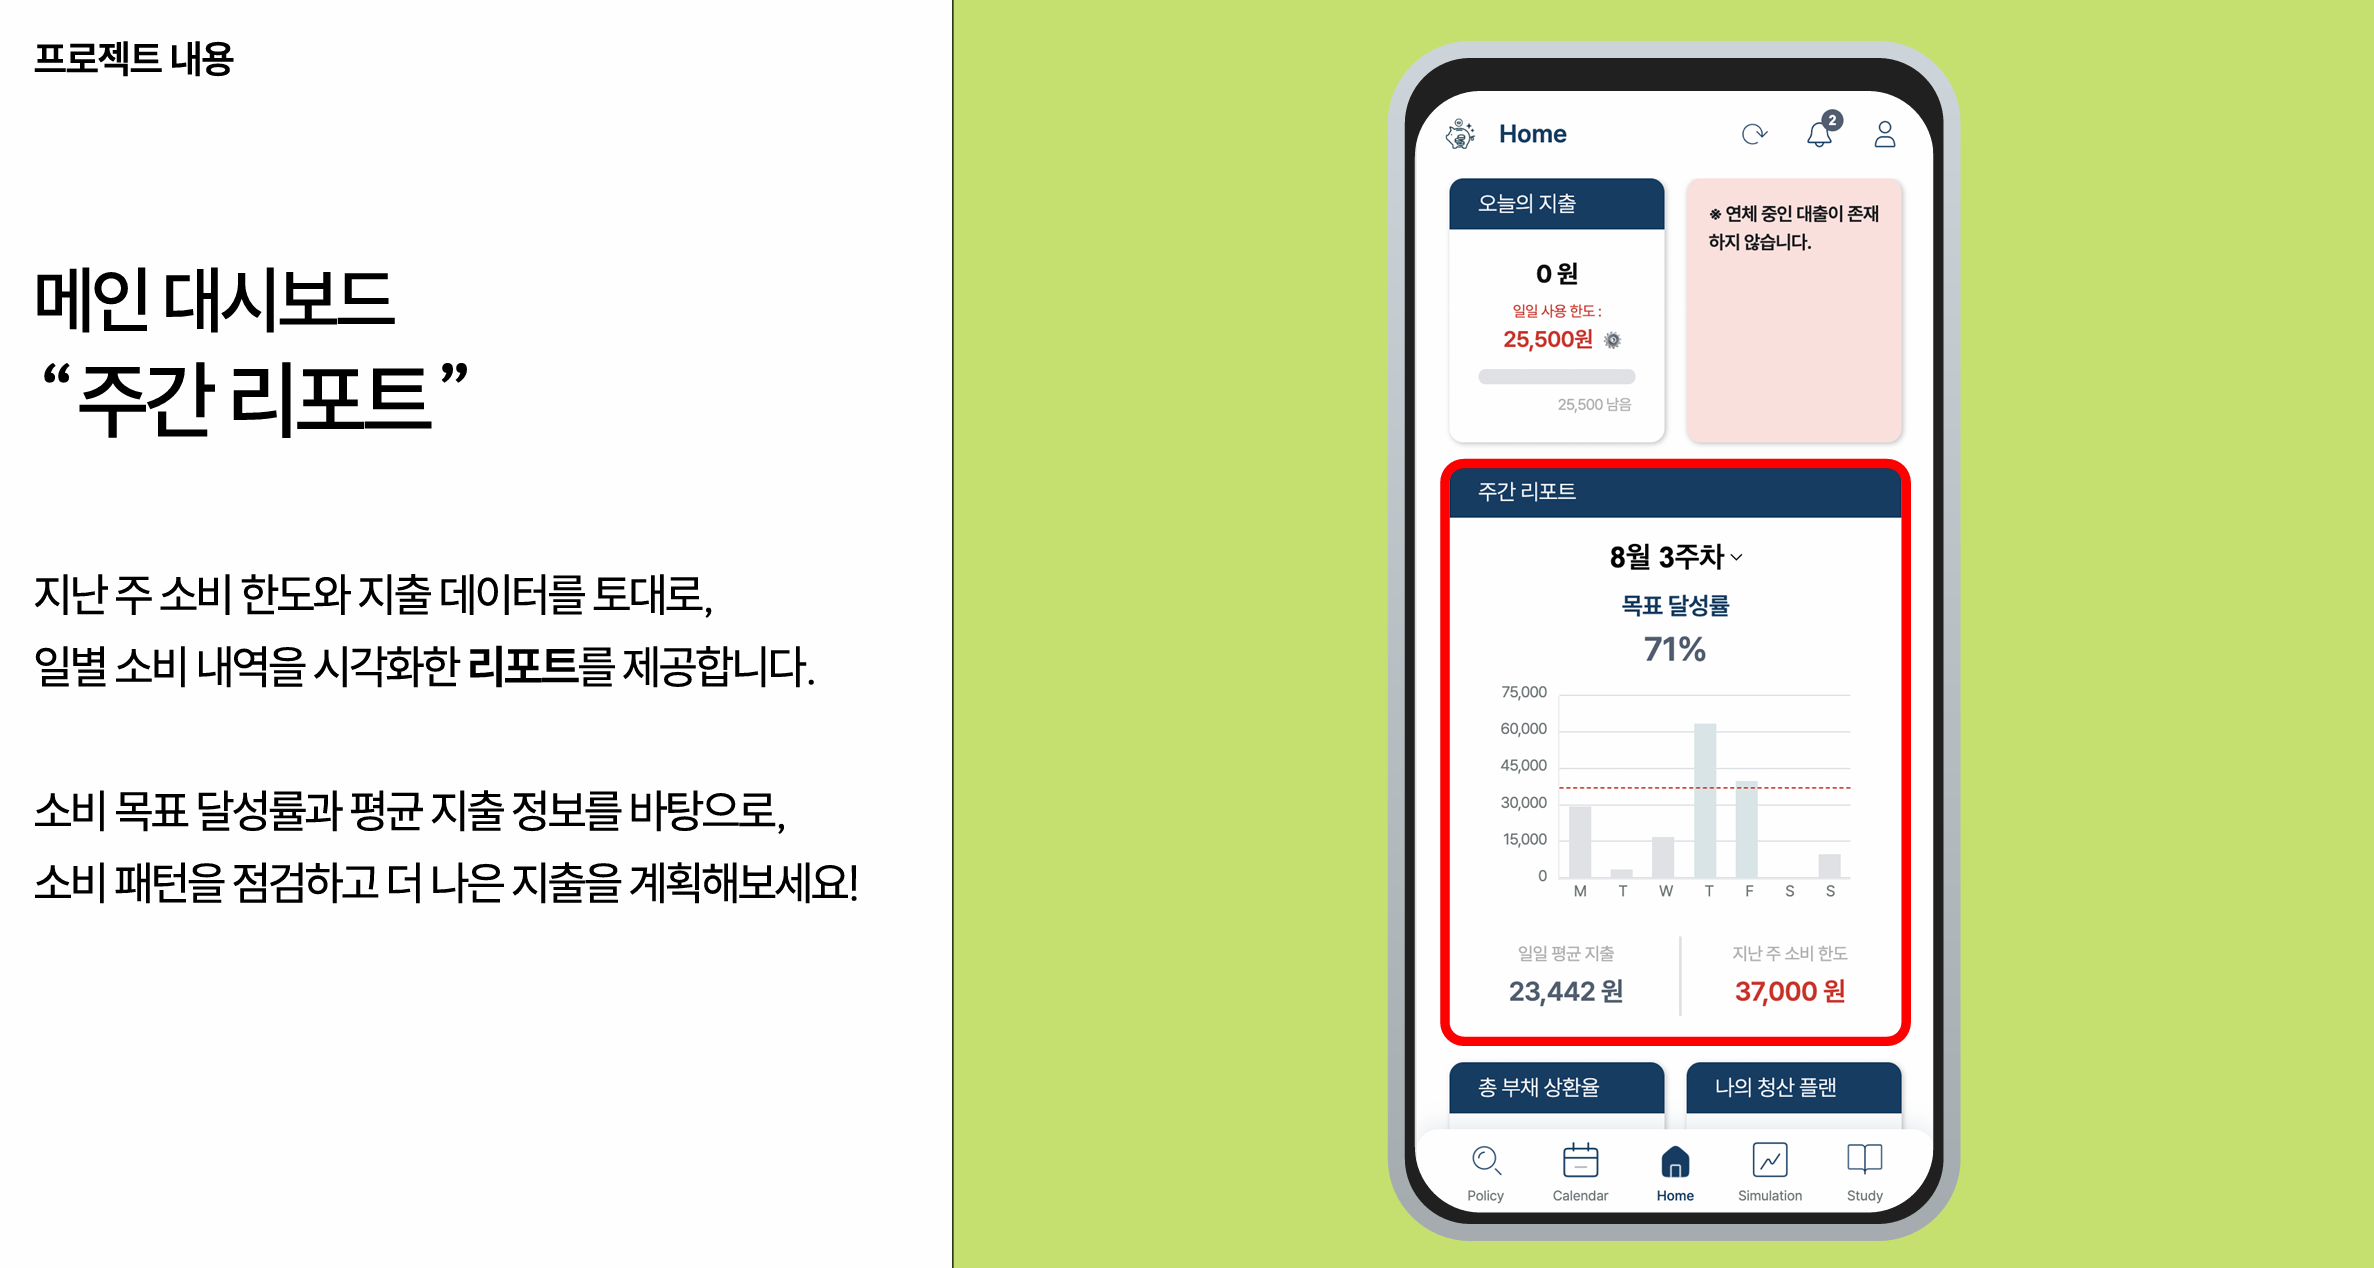 프로젝트 내용
메인 대시보드
“주간 리포트”
지난 주 소비 한도와 지출 데이터를 토대로,
일별 소비 내역을 시각화한 리포트를 제공합니다.
소비 목표 달성률과 평균 지출 정보를 바탕으로,
소비 패턴을 점검하고 더 나은 지출을 계획해보세요!
Home
2
오늘의 지출
0 원
일일 사용 한도 :
25,500원
25,500 남음
※ 연체 중인 대출이 존재
하지 않습니다.
주간 리포트
8월 3주차
목표 달성률
71%
75,000
60,000
45,000
30,000
15,000
0
M T W T F S S
일일 평균 지출
23,442 원
지난 주 소비 한도
37,000 원
총 부채 상환율
나의 청산 플랜
Policy Calendar Home Simulation Study